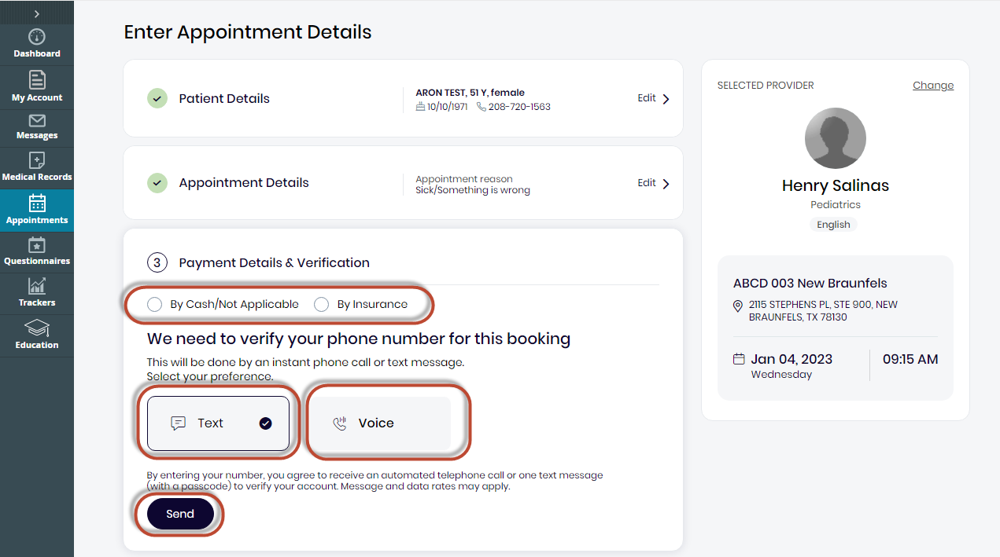 Dashboard
My Account
Messages
Medical Records
Appointments
Questionnaires
Trackers
Education
Enter Appointment Details
Patient Details
ARON TEST, 51 Y, female
10/10/1971 208-720-1563
Edit
Appointment Details
Appointment reason
Sick/Something is wrong
Edit
3 Payment Details & Verification
By Cash/Not Applicable By Insurance
We need to verify your phone number for this booking
This will be done by an instant phone call or text message.
Select your preference.
Text Voice
By entering your number, you agree to receive an automated telephone call or one text message
(with a passcode) to verify your account. Message and data rates may apply.
Send
SELECTED PROVIDER Change
Henry Salinas
Pediatrics
English
ABCD 003 New Braunfels
2115 STEPHENS PL, STE 900, NEW
BRAUNFELS, TX 78130
Jan 04, 2023 09:15 AM
Wednesday